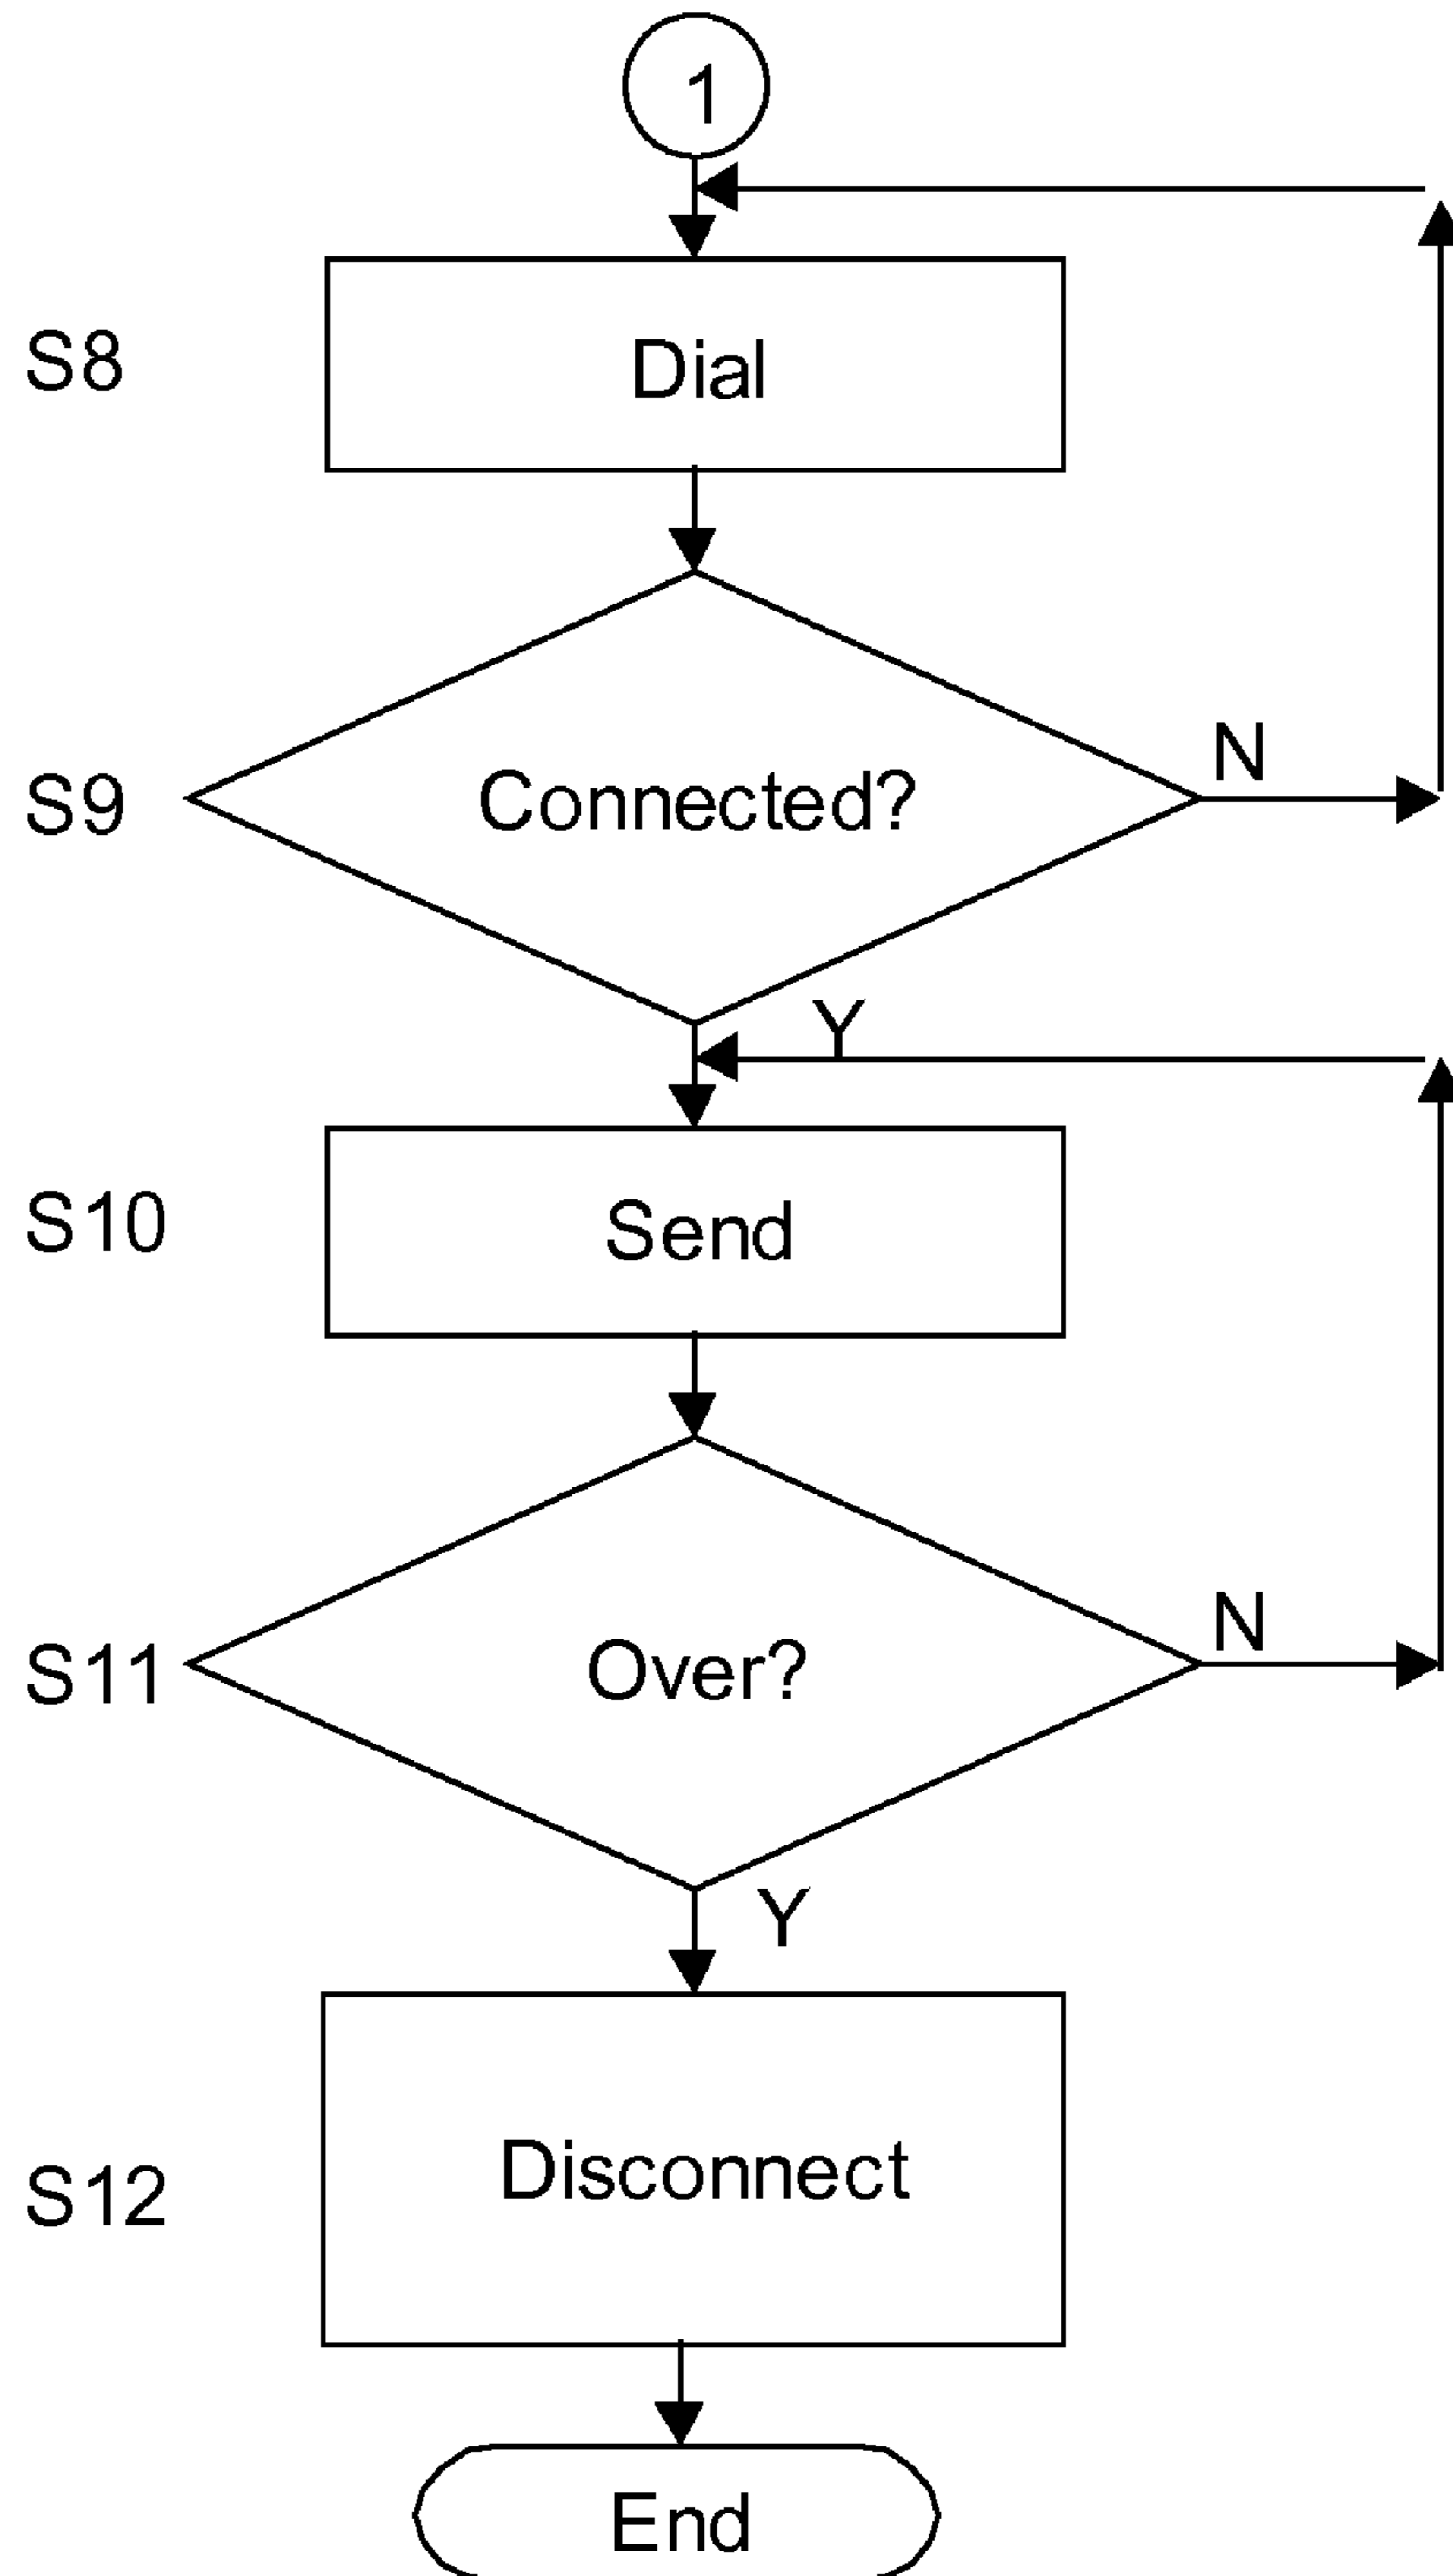 1
S8
Dial
S9
Connected?
N
Y
S10
Send
S11
Over?
N
Y
S12
Disconnect
End